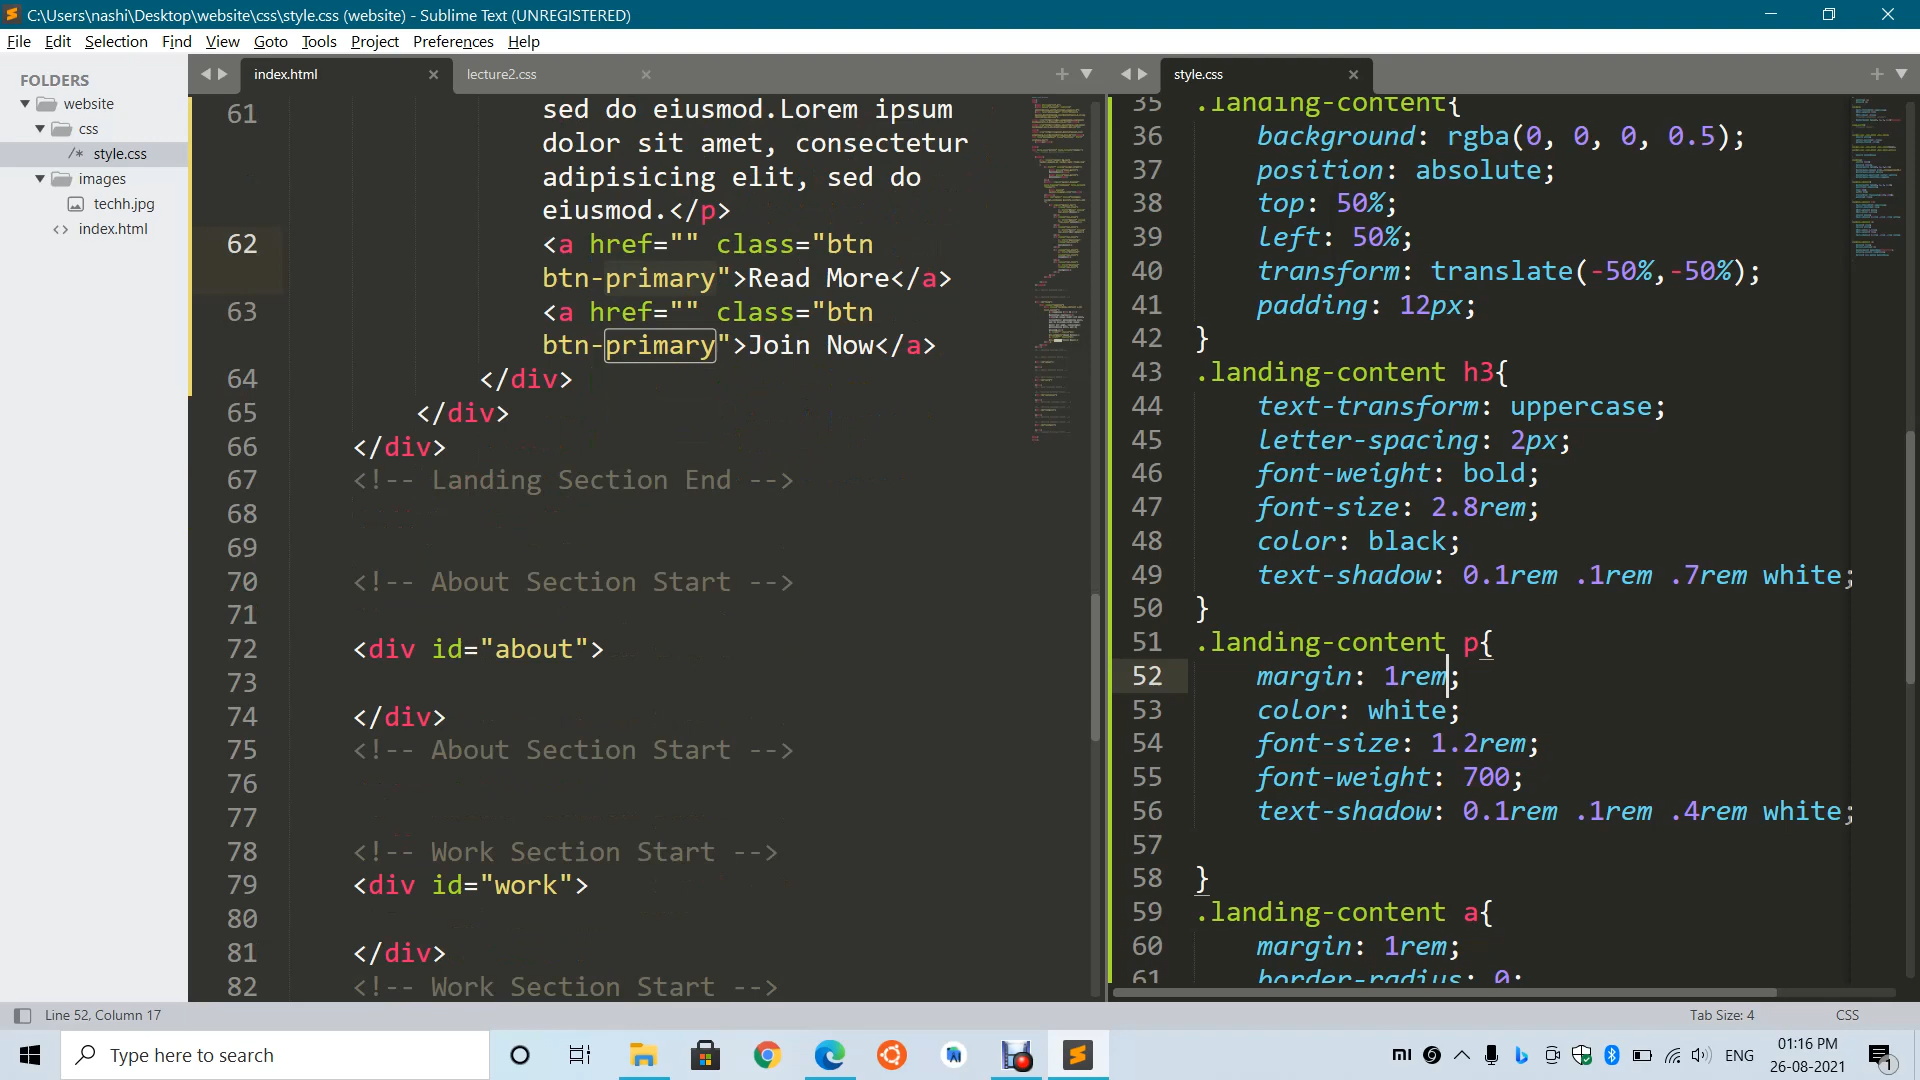 C:\Users\nashi\Desktop\website\css\style.css (website) - Sublime Text (UNREGISTERED)
File Edit Selection Find View Goto Tools Project Preferences Help
FOLDERS
website
css
/* style.css
images
techh.jpg
<> index.html
index.html
lecture2.css
61 sed do eiusmod.Lorem ipsum
dolor sit amet, consectetur
adipisicing elit, sed do
eiusmod.</p>
62 <a href="" class="btn
btn-primary">Read More</a>
63 <a href="" class="btn
btn-primary">Join Now</a>
64 </div>
65 </div>
66 </div>
67 <!-- Landing Section End -->
68
69
70 <!-- About Section Start -->
71
72 <div id="about">
73
74 </div>
75 <!-- About Section Start -->
76
77
78 <!-- Work Section Start -->
79 <div id="work">
80
81 </div>
82 <!-- Work Section Start -->
style.css
35 .landing-content{
36 background: rgba(0, 0, 0, 0.5);
37 position: absolute;
38 top: 50%;
39 left: 50%;
40 transform: translate(-50%,-50%);
41 padding: 12px;
42 }
43 .landing-content h3{
44 text-transform: uppercase;
45 letter-spacing: 2px;
46 font-weight: bold;
47 font-size: 2.8rem;
48 color: black;
49 text-shadow: 0.1rem .1rem .7rem white;
50 }
51 .landing-content p{
52 margin: 1rem;
53 color: white;
54 font-size: 1.2rem;
55 font-weight: 700;
56 text-shadow: 0.1rem .1rem .4rem white;
57
58 }
59 .landing-content a{
60 margin: 1rem;
61 border-radius: 0;
Line 52, Column 17
Tab Size: 4
CSS
Type here to search
ENG
01:16 PM
26-08-2021
1